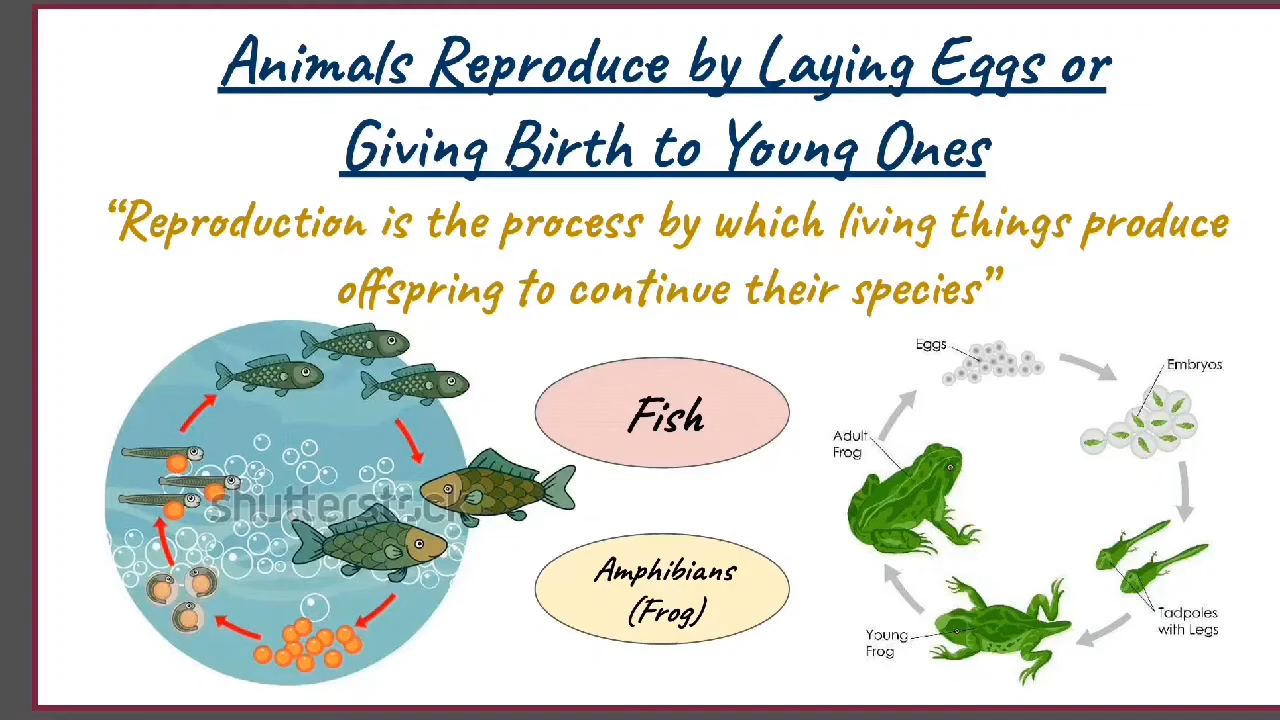 Animals Reproduce by Laying Eggs or
Giving Birth to Young Ones
“Reproduction is the process by which living things produce
offspring to continue their species”
Fish
shutterstock
Amphibians
(Frog)
Eggs
Embryos
Adult
Frog
Tadpoles
with Legs
Young
Frog